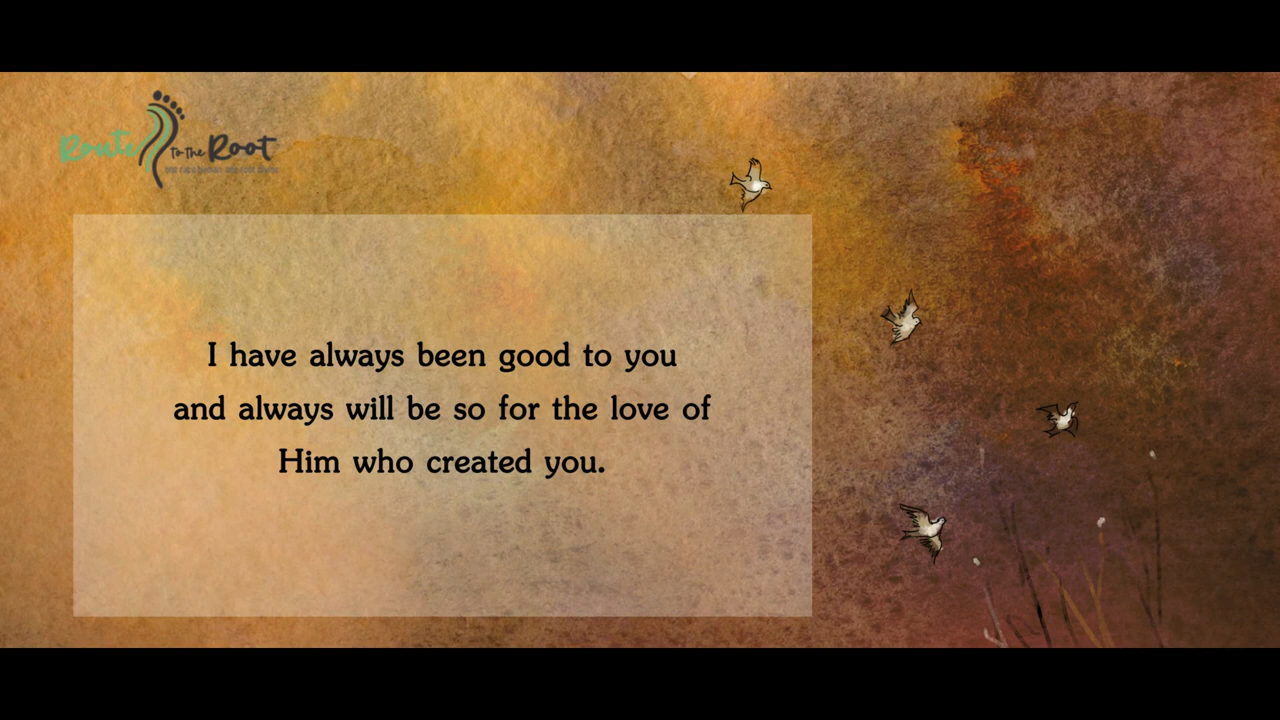 Route to the Root
I have always been good to you
and always will be so for the love of
Him who created you.